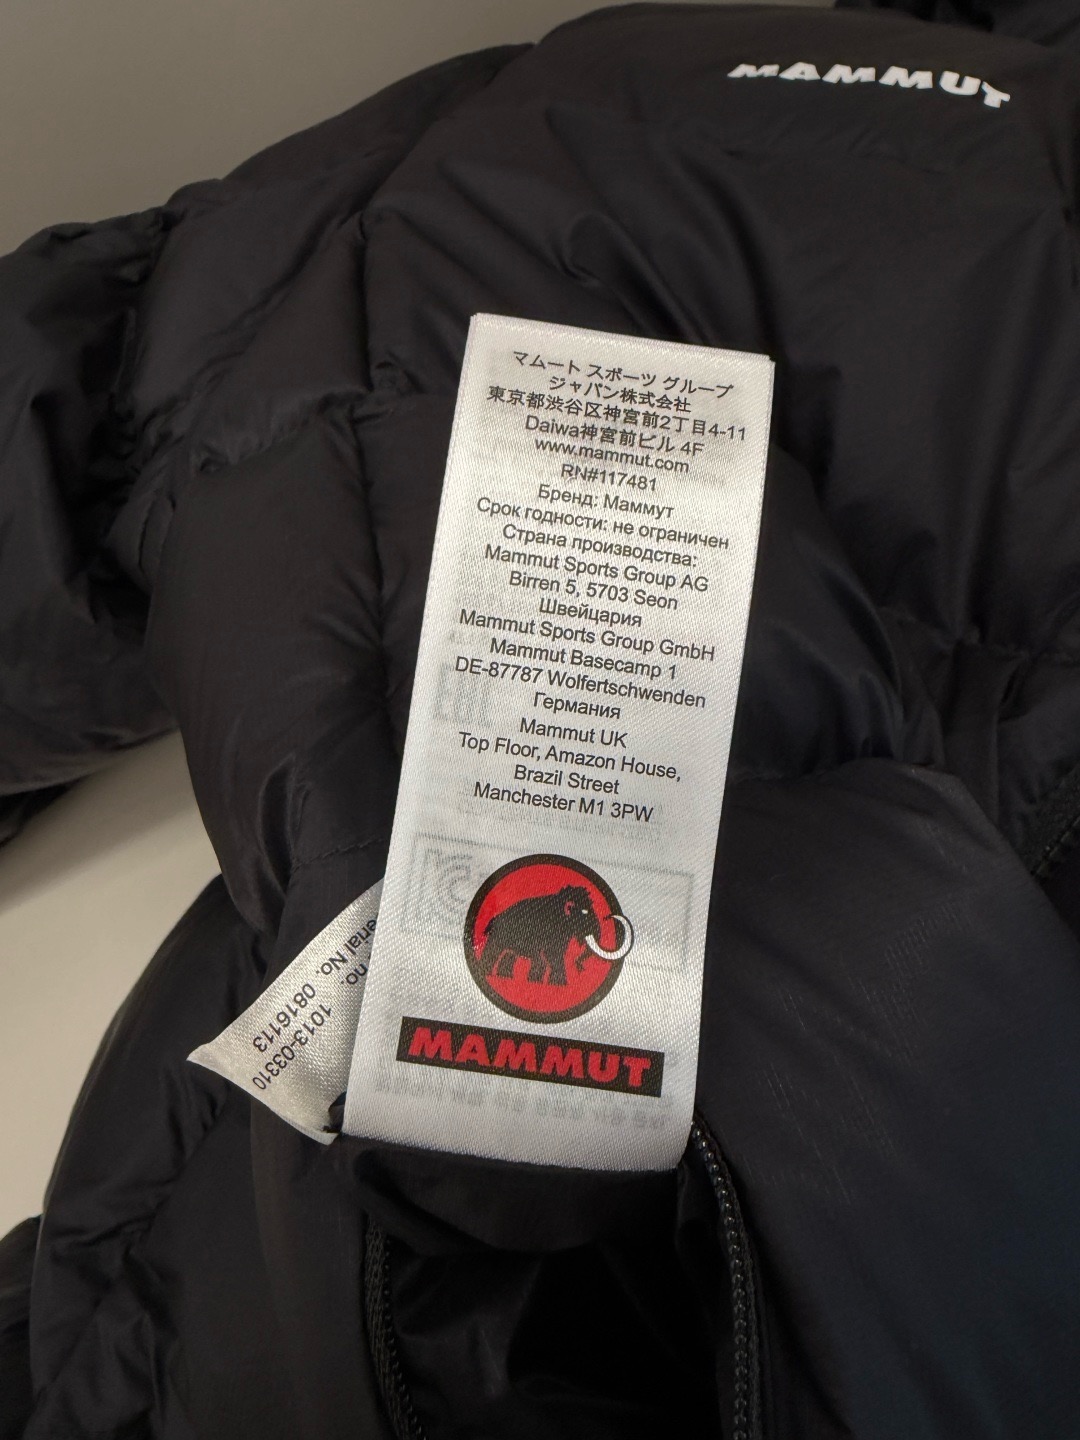 MAMMUT
マムート スポーツ グループ
ジャパン株式会社
東京都渋谷区神宮前2丁目4-11
Daiwa神宮前ビル 4F
www.mammut.com
RN#117481
Бренд: Маммут
Срок годности: не ограничен
Страна производства:
Mammut Sports Group AG
Birren 5, 5703 Seon
Швейцария
Mammut Sports Group GmbH
Mammut Basecamp 1
DE-87787 Wolfertschwenden
Германия
Mammut UK
Top Floor, Amazon House,
Brazil Street
Manchester M1 3PW
MAMMUT
no. 1013-03310
erial No. 0816113